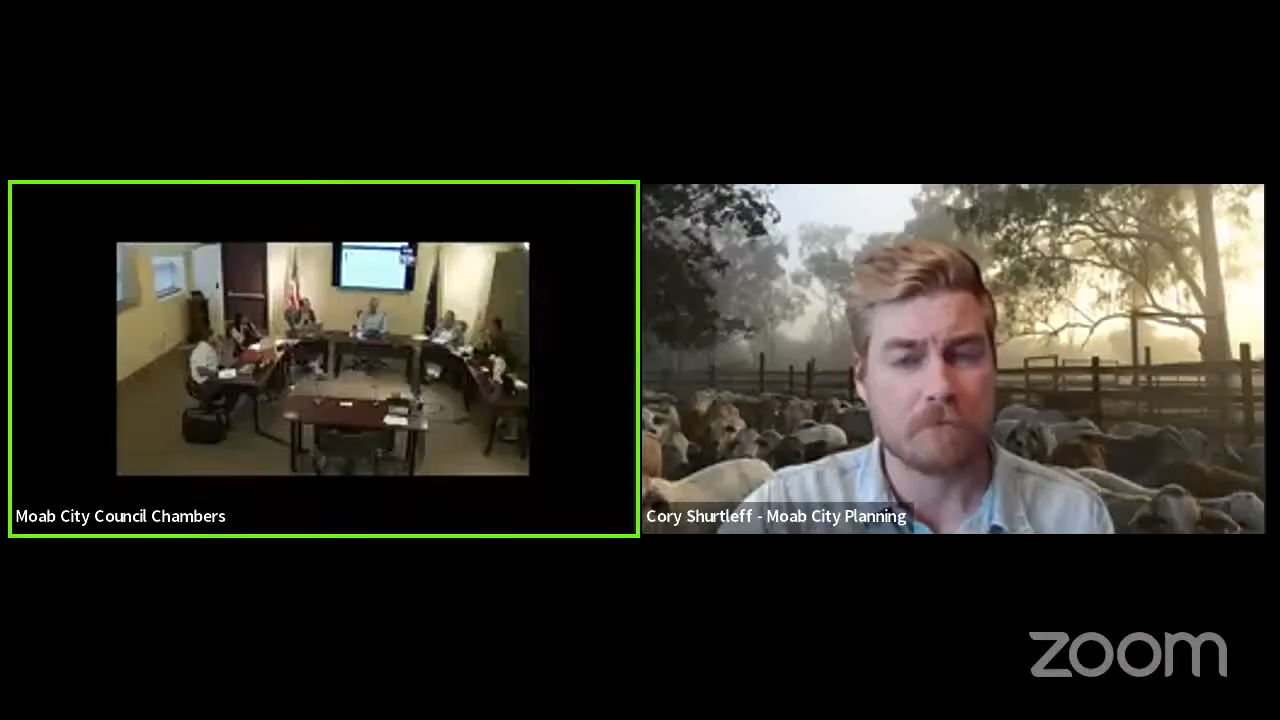 Moab City Council Chambers
Cory Shurtleff - Moab City Planning
zoom